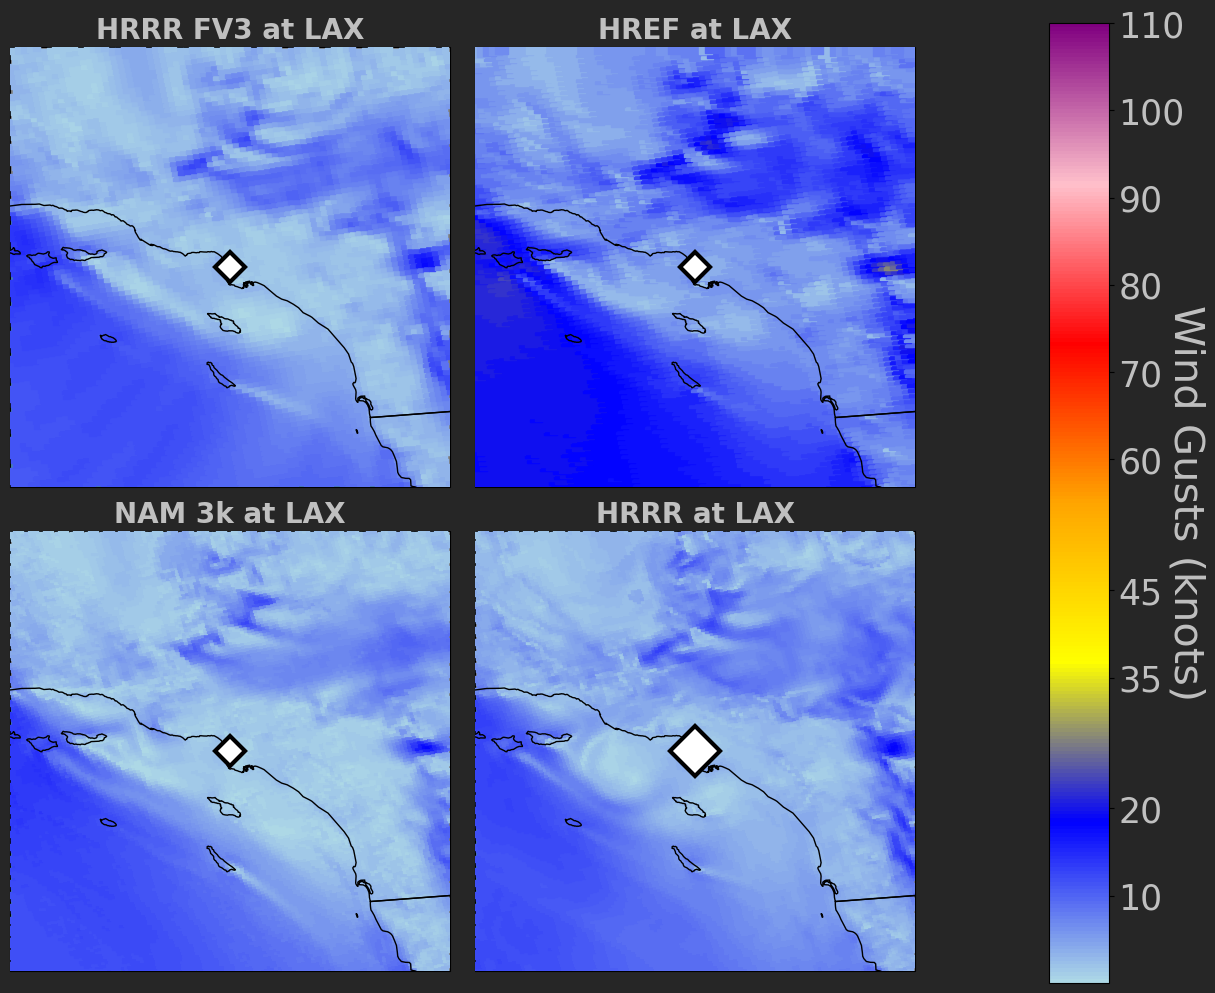 HRRR FV3 at LAX
HREF at LAX
NAM 3k at LAX
HRRR at LAX
110
100
90
80
70
60
45
35
20
10
Wind Gusts (knots)